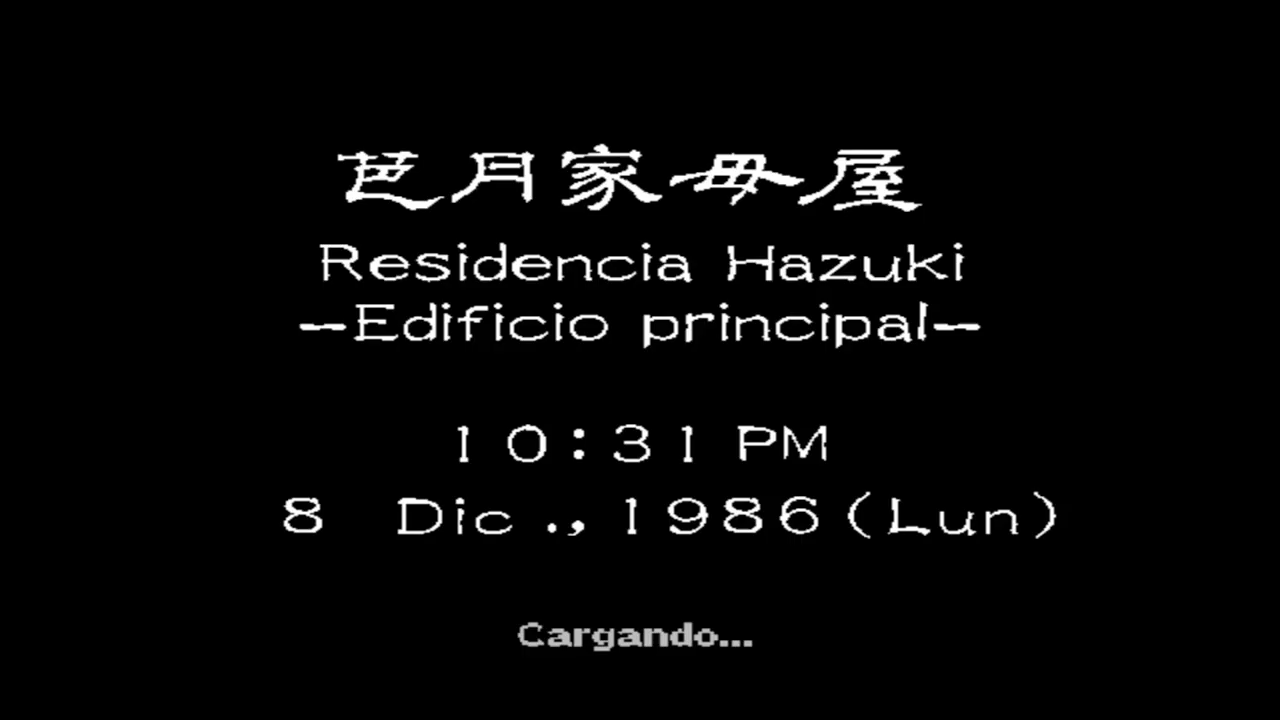 芭月家母屋
Residencia Hazuki
-Edificio principal-
10:31 PM
8 Dic., 1986(Lun)
Cargando...